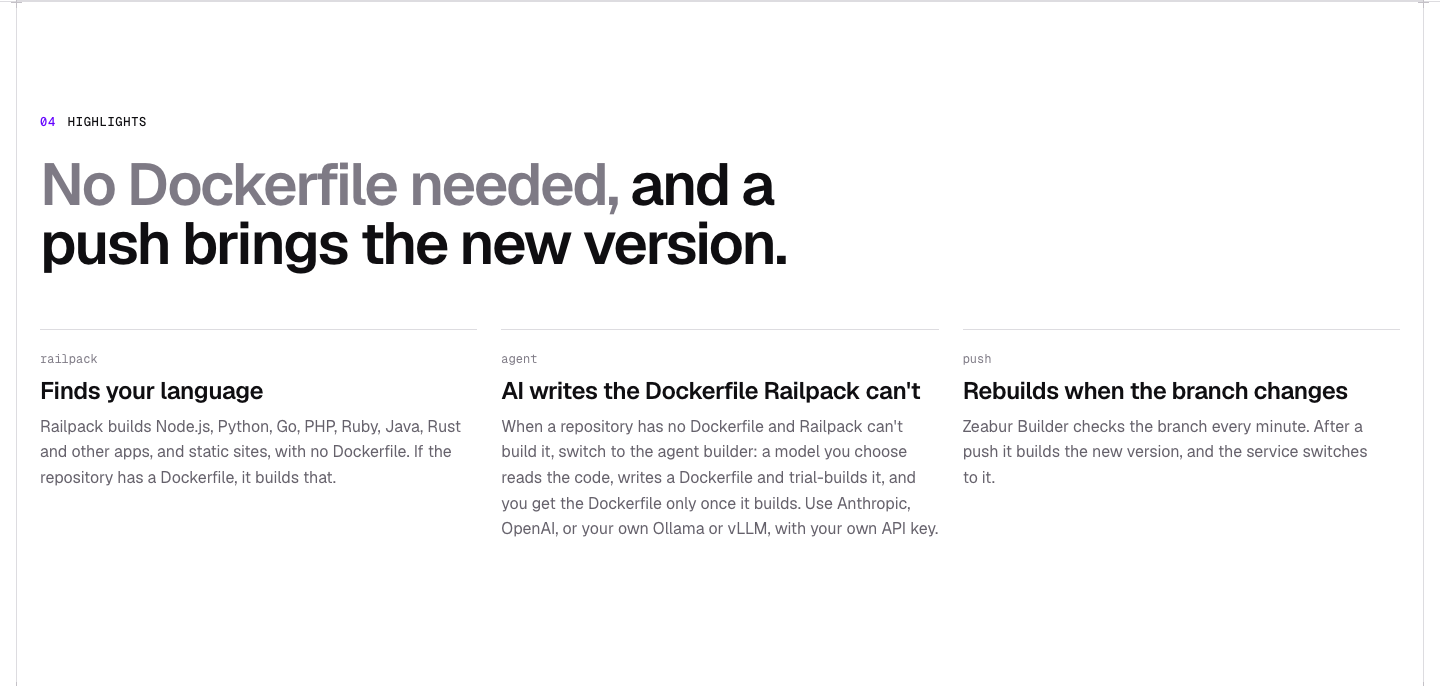 04 HIGHLIGHTS
No Dockerfile needed, and a
push brings the new version.
railpack
Finds your language
Railpack builds Node.js, Python, Go, PHP, Ruby, Java, Rust
and other apps, and static sites, with no Dockerfile. If the
repository has a Dockerfile, it builds that.
agent
AI writes the Dockerfile Railpack can't
When a repository has no Dockerfile and Railpack can't
build it, switch to the agent builder: a model you choose
reads the code, writes a Dockerfile and trial-builds it, and
you get the Dockerfile only once it builds. Use Anthropic,
OpenAI, or your own Ollama or vLLM, with your own API key.
push
Rebuilds when the branch changes
Zeabur Builder checks the branch every minute. After a
push it builds the new version, and the service switches
to it.